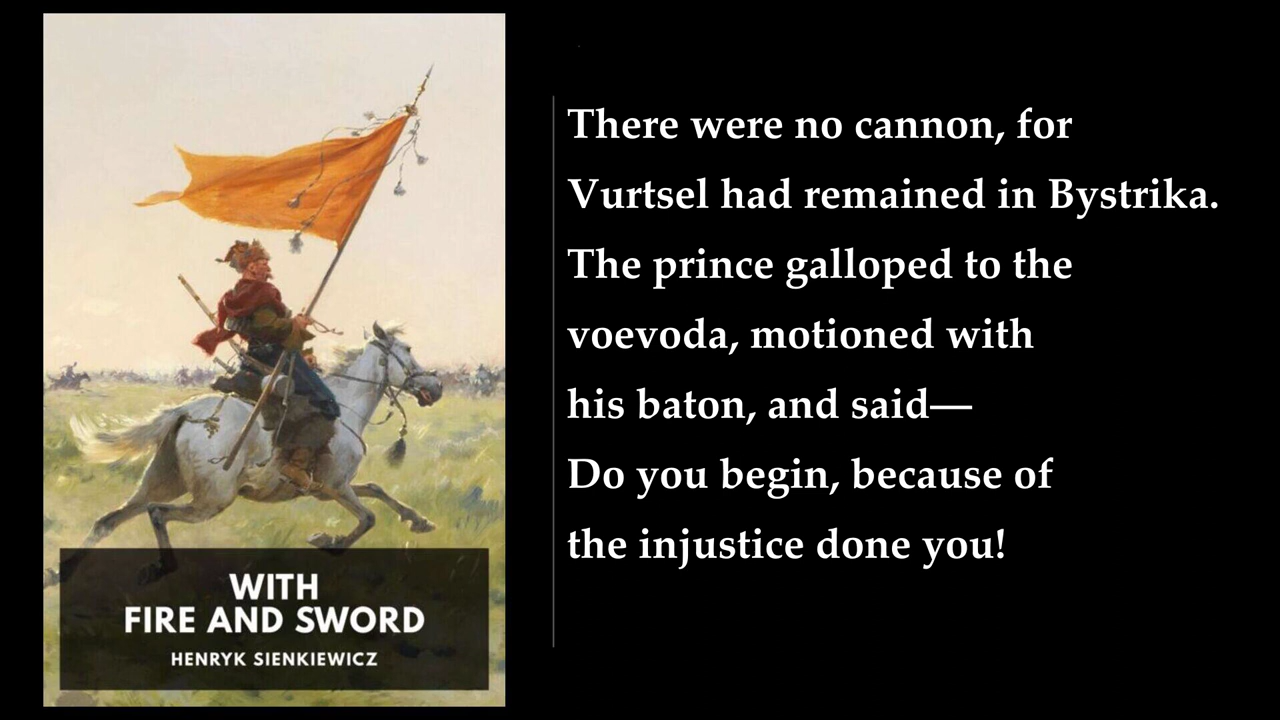 WITH
FIRE AND SWORD
HENRYK SIENKIEWICZ
There were no cannon, for
Vurtsel had remained in Bystrika.
The prince galloped to the
voevoda, motioned with
his baton, and said—
Do you begin, because of
the injustice done you!